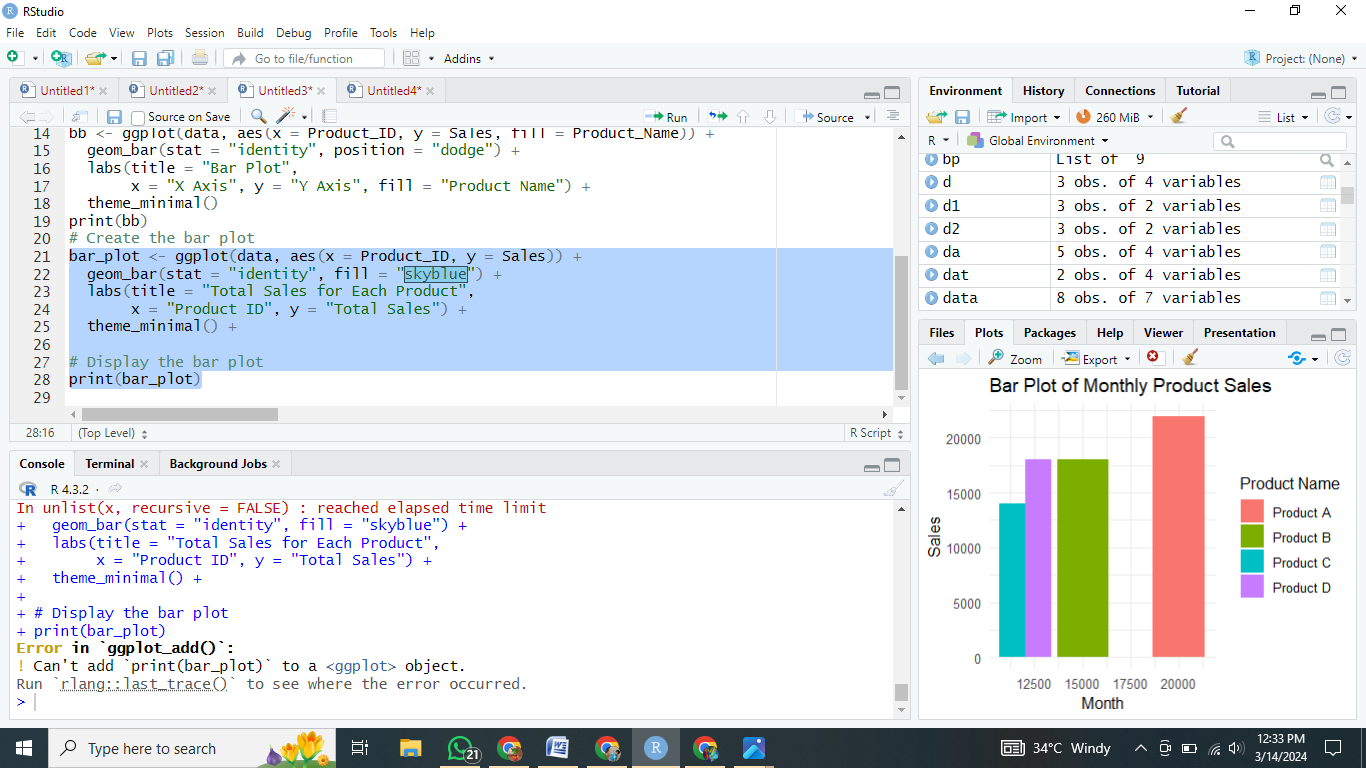 RStudio
File Edit Code View Plots Session Build Debug Profile Tools Help
Go to file/function Addins Project: (None)
Untitled1* Untitled2* Untitled3* Untitled4*
Source on Save Run Source
14 bb <- ggplot(data, aes(x = Product_ID, y = Sales, fill = Product_Name)) +
15 geom_bar(stat = "identity", position = "dodge") +
16 labs(title = "Bar Plot",
17 x = "X Axis", y = "Y Axis", fill = "Product Name") +
18 theme_minimal()
19 print(bb)
20 # Create the bar plot
21 bar_plot <- ggplot(data, aes(x = Product_ID, y = Sales)) +
22 geom_bar(stat = "identity", fill = "skyblue") +
23 labs(title = "Total Sales for Each Product",
24 x = "Product ID", y = "Total Sales") +
25 theme_minimal() +
26
27 # Display the bar plot
28 print(bar_plot)
29
28:16 (Top Level) R Script
Console Terminal Background Jobs
R 4.3.2 ·
In unlist(x, recursive = FALSE) : reached elapsed time limit
+ geom_bar(stat = "identity", fill = "skyblue") +
+ labs(title = "Total Sales for Each Product",
+ x = "Product ID", y = "Total Sales") +
+ theme_minimal() +
+
+ # Display the bar plot
+ print(bar_plot)
Error in `ggplot_add()`:
! Can't add `print(bar_plot)` to a <ggplot> object.
Run `rlang::last_trace()` to see where the error occurred.
>
Environment History Connections Tutorial
Import 260 MiB List
R Global Environment
bp List of 9
d 3 obs. of 4 variables
d1 3 obs. of 2 variables
d2 3 obs. of 2 variables
da 5 obs. of 4 variables
dat 2 obs. of 4 variables
data 8 obs. of 7 variables
Files Plots Packages Help Viewer Presentation
Zoom Export
Bar Plot of Monthly Product Sales
20000
15000
10000
5000
0
Sales
12500 15000 17500 20000
Month
Product Name
Product A
Product B
Product C
Product D
Type here to search
21
34°C Windy
12:33 PM
3/14/2024